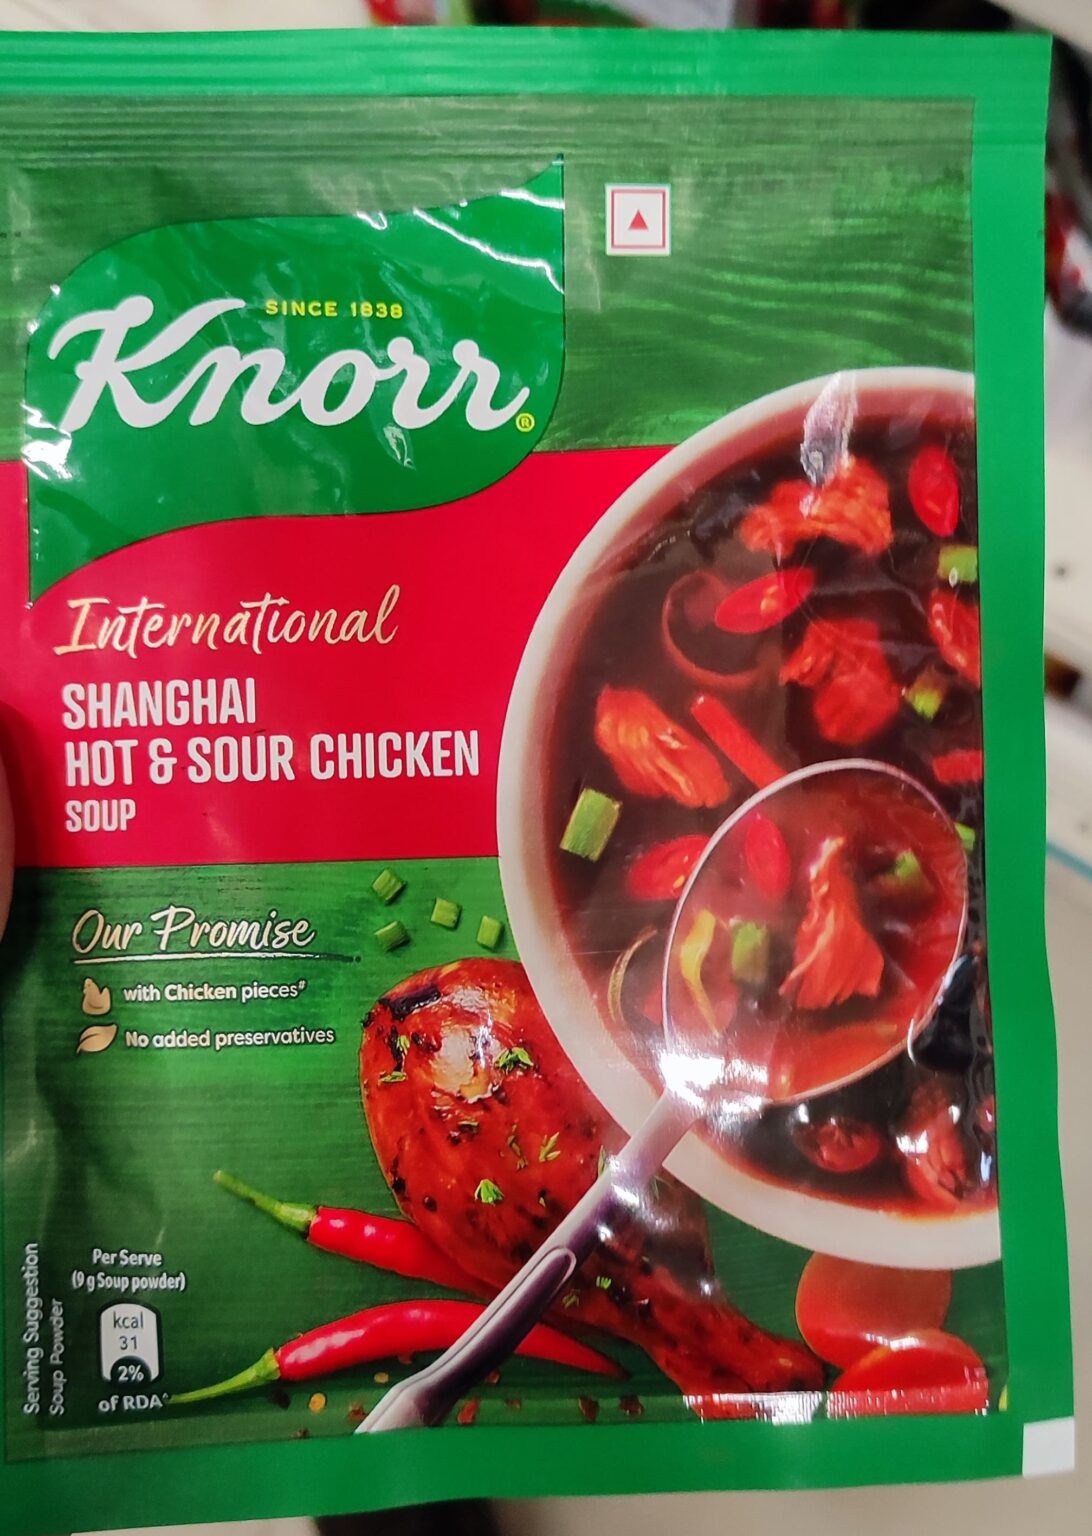 SINCE 1838
Knorr®
International
SHANGHAI
HOT & SOUR CHICKEN
SOUP
Our Promise
with Chicken pieces#
No added preservatives
Per Serve
(9 g Soup powder)
kcal
31
2%
of RDA^
Serving Suggestion
Soup Powder